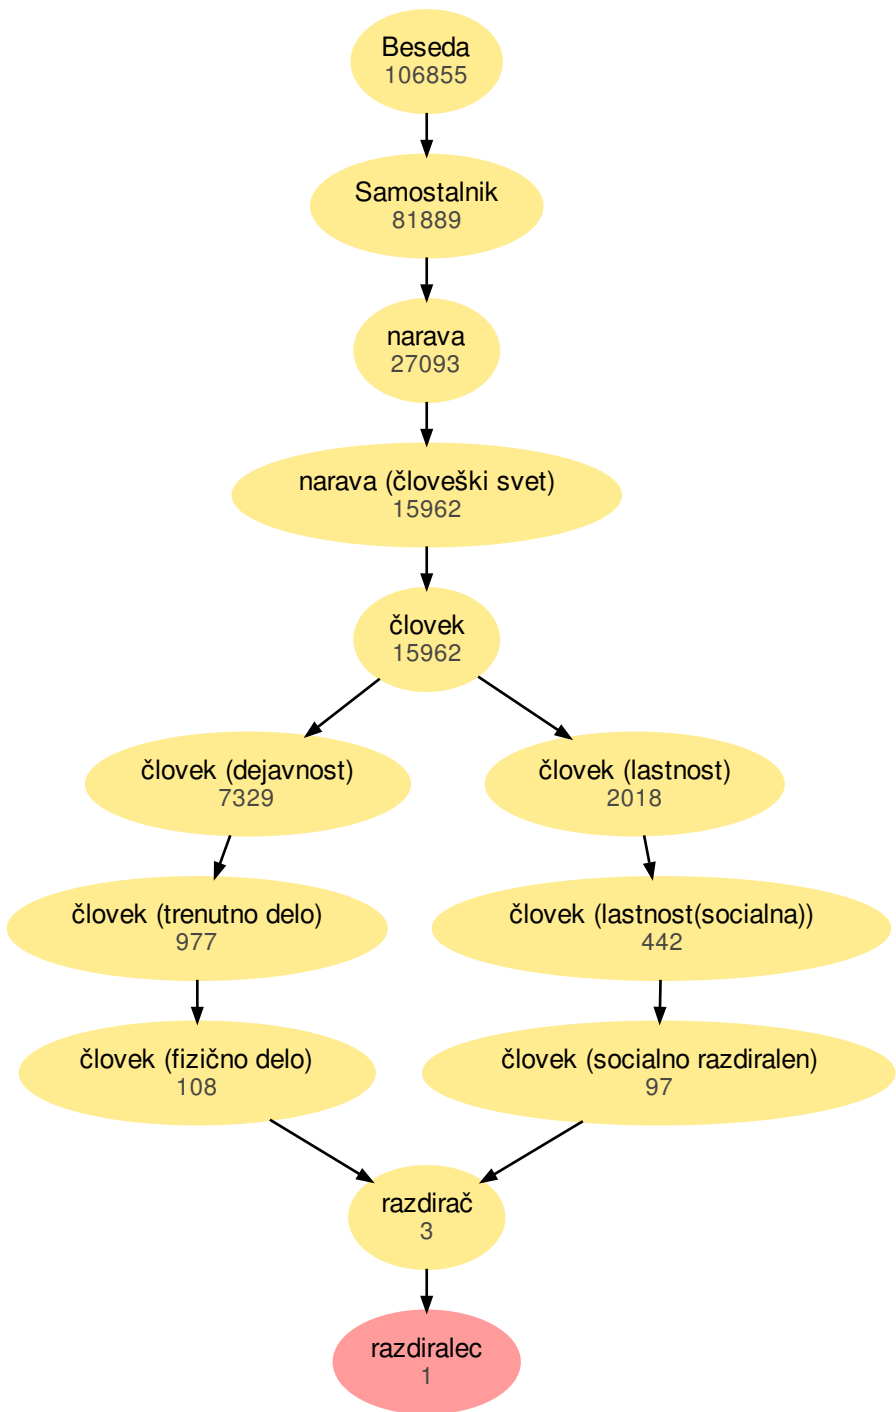 Beseda
106855
Samostalnik
81889
narava
27093
narava (človeški svet)
15962
človek
15962
človek (dejavnost)
7329
človek (lastnost)
2018
človek (trenutno delo)
977
človek (lastnost(socialna))
442
človek (fizično delo)
108
človek (socialno razdiralen)
97
razdirač
3
razdiralec
1